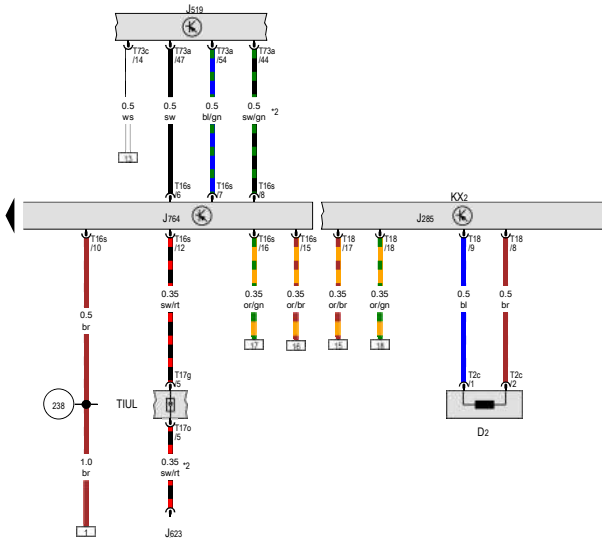 J519
T73c
/14
T73a
/47
T73a
/54
T73a
/44
0.5
ws
0.5
sw
0.5
bl/gn
0.5
sw/gn
*2
13
T16s
/6
T16s
/7
T16s
/8
KX2
J764
J285
T16s
/10
T16s
/12
T16s
/16
T16s
/15
T18
/17
T18
/18
T18
/9
T18
/8
0.5
br
0.35
sw/rt
0.35
or/gn
0.35
or/br
0.35
or/br
0.35
or/gn
0.5
bl
0.5
br
17
16
15
18
T17g
/5
T2c
/1
T2c
/2
238
TIUL
T17o
/5
D2
1.0
br
0.35
sw/rt
*2
1
J623